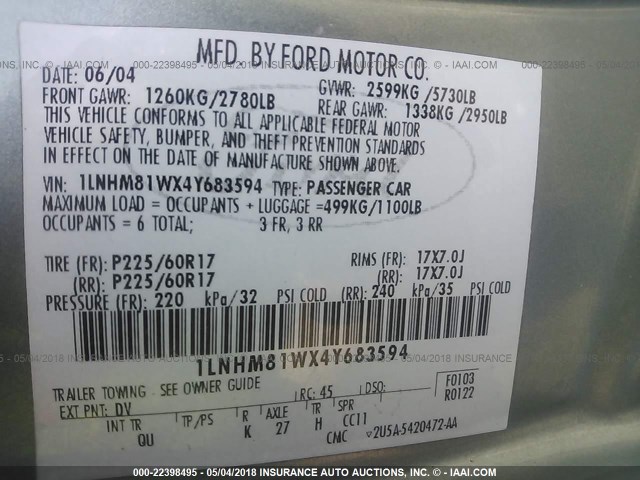 MFD. BY FORD MOTOR CO.
DATE: 06/04
GVWR: 2599KG /5730LB
FRONT GAWR: 1260KG/2780LB
REAR GAWR: 1338KG /2950LB
THIS VEHICLE CONFORMS TO ALL APPLICABLE FEDERAL MOTOR
VEHICLE SAFETY, BUMPER, AND THEFT PREVENTION STANDARDS
IN EFFECT ON THE DATE OF MANUFACTURE SHOWN ABOVE.
VIN: 1LNHM81WX4Y683594 TYPE: PASSENGER CAR
MAXIMUM LOAD = OCCUPANTS + LUGGAGE =499KG/1100LB
OCCUPANTS = 6 TOTAL; 3 FR, 3 RR
TIRE (FR): P225/60R17 RIMS (FR): 17X7.0J
(RR): P225/60R17 (RR): 17X7.0J
PRESSURE (FR): 220 kPa/32 PSI COLD (RR): 240 kPa/35 PSI COLD
1LNHM81WX4Y683594
TRAILER TOWING - SEE OWNER GUIDE
F0103
R0122
EXT PNT: DV RC: 45 DSO:
INT TR TP/PS R AXLE TR SPR
QU K 27 H CC11
CMC 2U5A-5420472-AA
000-22398495 - 05/04/2018 INSURANCE AUTO AUCTIONS © - IAAI.COM